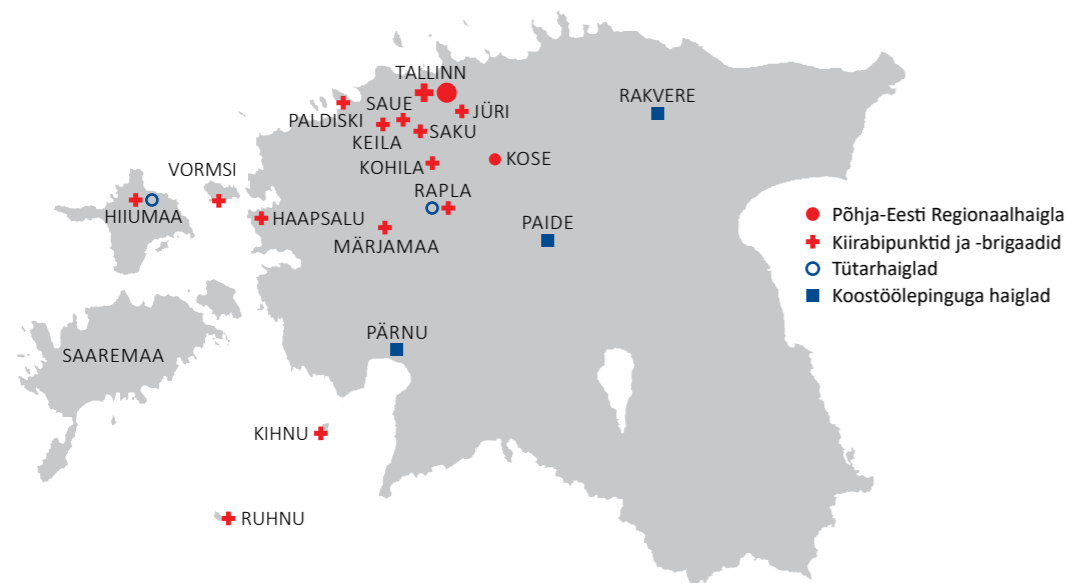 TALLINN
RAKVERE
SAUE
JÜRI
PALDISKI
SAKU
KEILA
KOSE
KOHILA
VORMSI
RAPLA
HIIUMAA
HAAPSALU
PAIDE
MÄRJAMAA
Põhja-Eesti Regionaalhaigla
Kiirabipunktid ja -brigaadid
Tütarhaiglad
Koostöölepinguga haiglad
PÄRNU
SAAREMAA
KIHNU
RUHNU